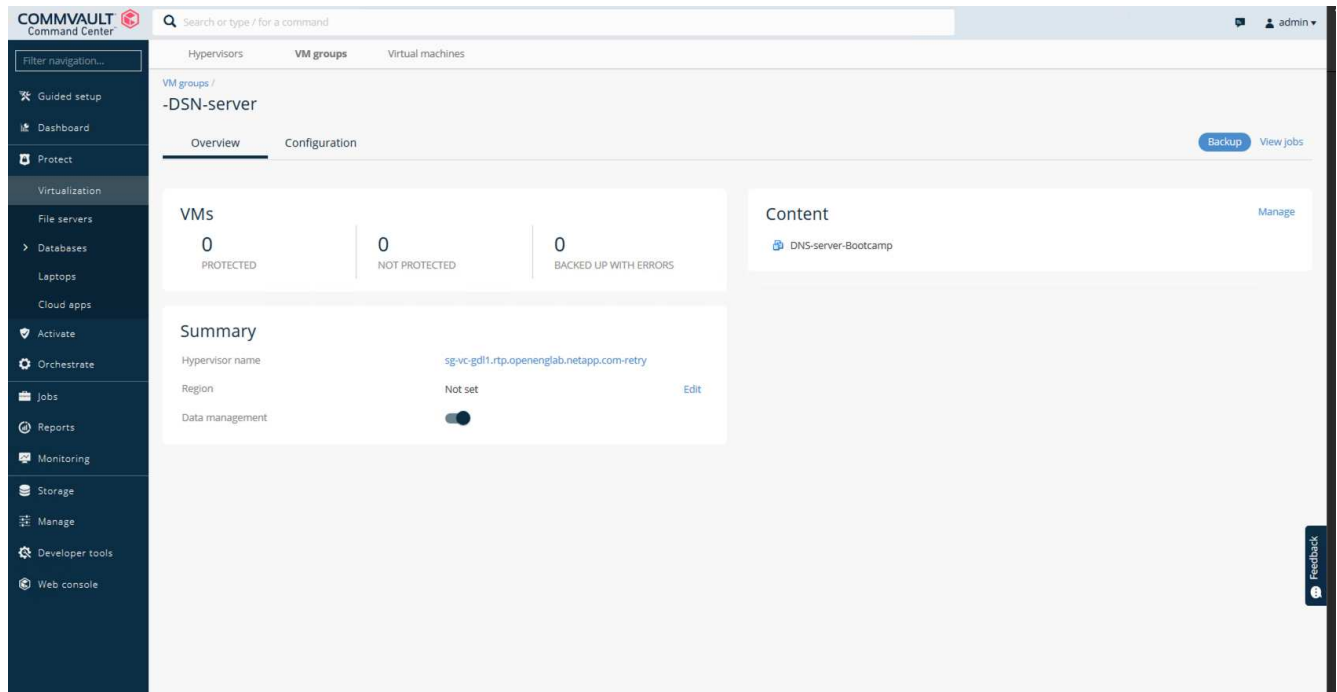 COMMVAULT
Command Center
Search or type / for a command
admin
Filter navigation...
Guided setup
Dashboard
Protect
Virtualization
File servers
Databases
Laptops
Cloud apps
Activate
Orchestrate
Jobs
Reports
Monitoring
Storage
Manage
Developer tools
Web console
Hypervisors VM groups Virtual machines
VM groups /
-DSN-server
Overview Configuration
Backup View jobs
VMs
0 0 0
PROTECTED NOT PROTECTED BACKED UP WITH ERRORS
Summary
Hypervisor name sg-vc-gdl1.rtp.openenglab.netapp.com-retry
Region Not set Edit
Data management
Content Manage
DNS-server-Bootcamp
Feedback